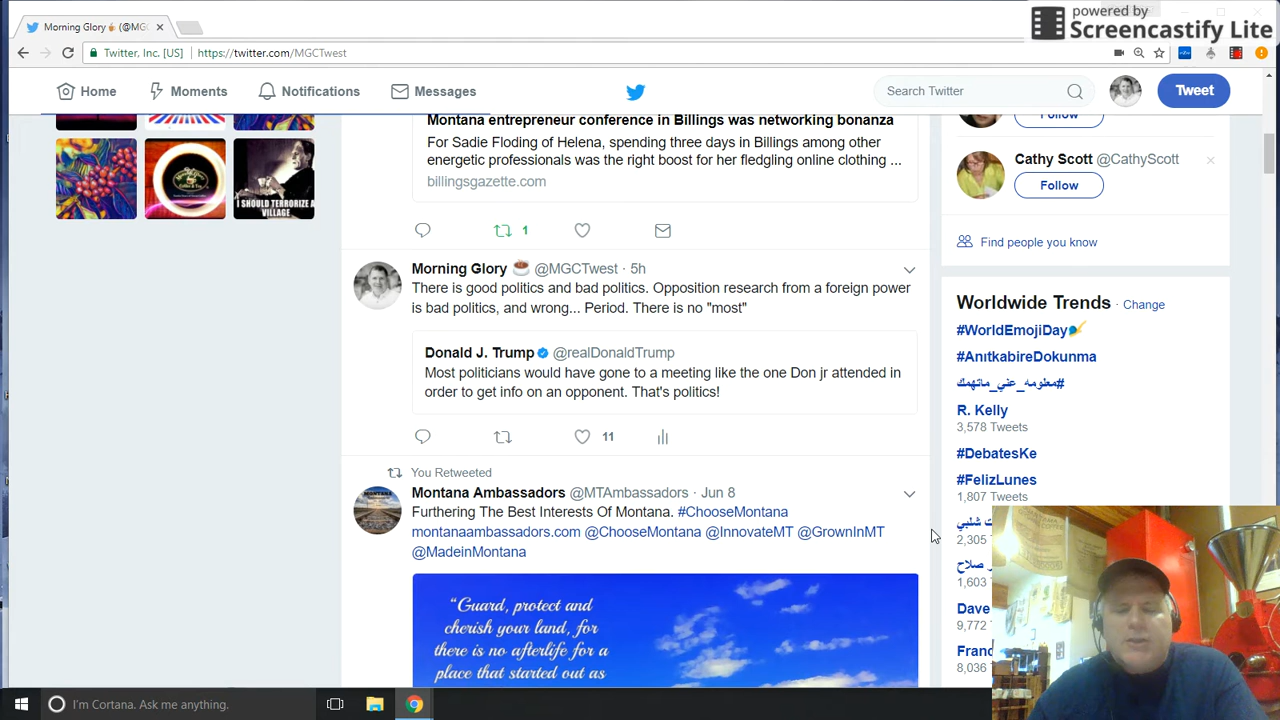 powered by
Screencastify Lite
Morning Glory
(@MGC
Twitter, Inc. [US]
https://twitter.com/MGCTwest
Home
Moments
Notifications
Messages
Search Twitter
Tweet
I SHOULD TERRORIZE A
VILLAGE
Montana entrepreneur conference in Billings was networking bonanza
For Sadie Floding of Helena, spending three days in Billings among other
energetic professionals was the right boost for her fledgling online clothing ...
billingsgazette.com
1
Morning Glory ☕ @MGCTwest · 5h
There is good politics and bad politics. Opposition research from a foreign power
is bad politics, and wrong... Period. There is no "most"
Donald J. Trump @realDonaldTrump
Most politicians would have gone to a meeting like the one Don jr attended in
order to get info on an opponent. That's politics!
11
You Retweeted
Montana Ambassadors @MTAmbassadors · Jun 8
Furthering The Best Interests Of Montana. #ChooseMontana
montanaambassadors.com @ChooseMontana @InnovateMT @GrownInMT
@MadeinMontana
“Guard, protect and
cherish your land, for
there is no afterlife for a
place that started out as
Follow
Cathy Scott @CathyScott
Follow
Find people you know
Worldwide Trends · Change
#WorldEmojiDay
#AnıtkabireDokunma
#معلومه_عني_ماتهمك
R. Kelly
3,578 Tweets
#DebatesKe
#FelizLunes
1,807 Tweets
2,305
1,603
Dave
9,772
Franc
8,036
I'm Cortana. Ask me anything.